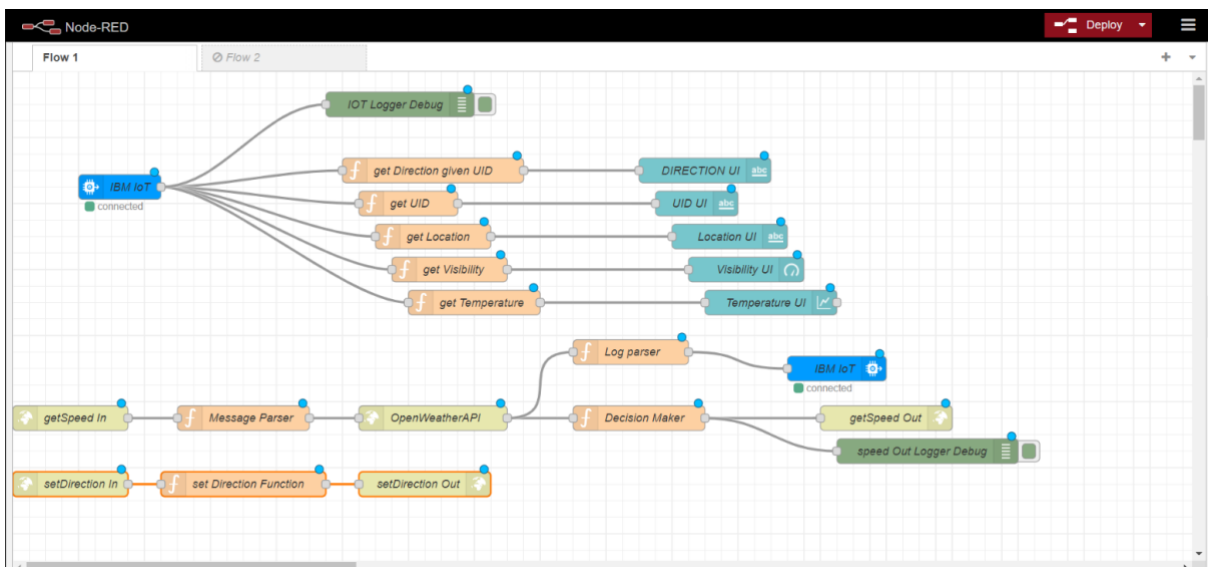 Node-RED
Deploy
Flow 1
Flow 2
IOT Logger Debug
get Direction given UID
DIRECTION UI
abc
IBM IoT
connected
get UID
UID UI
abc
get Location
Location UI
abc
get Visibility
Visibility UI
get Temperature
Temperature UI
Log parser
IBM IoT
connected
getSpeed In
Message Parser
OpenWeatherAPI
Decision Maker
getSpeed Out
speed Out Logger Debug
setDirection In
set Direction Function
setDirection Out